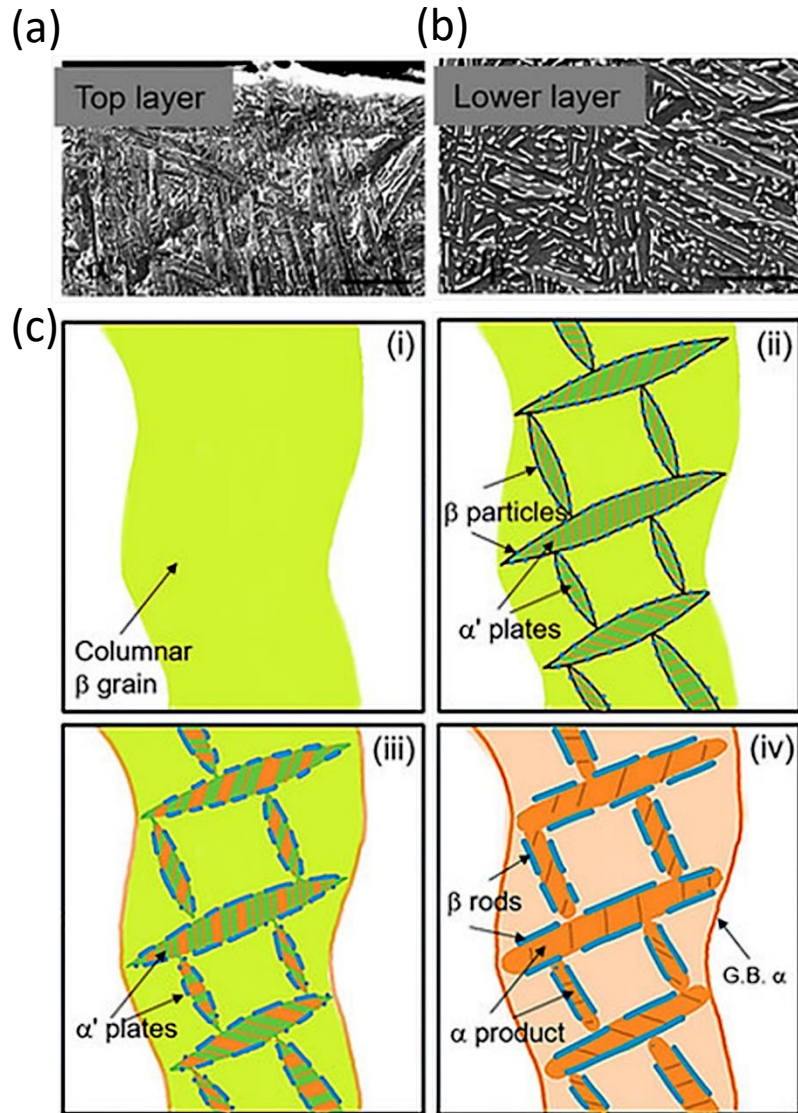 (a)
(b)
Top layer
Lower layer
(c)
(i)
Columnar
β grain
(ii)
β particles
α' plates
(iii)
α' plates
(iv)
β rods
G.B. α
α product